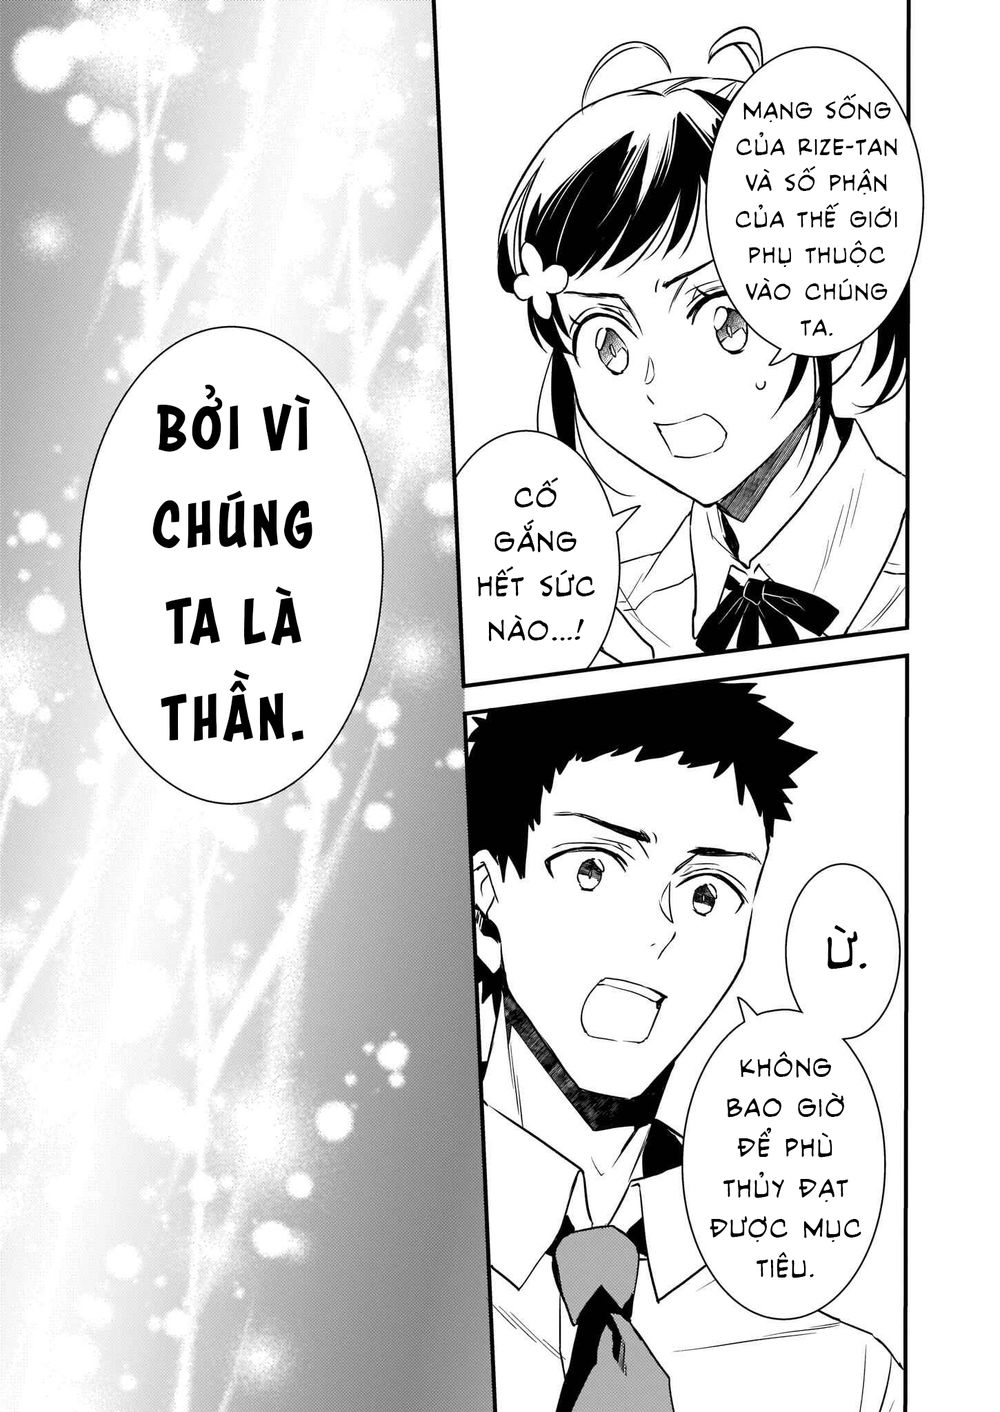 MẠNG SỐNG
CỦA RIZE-TAN
VÀ SỐ PHẬN
CỦA THẾ GIỚI
PHỤ THUỘC
VÀO CHÚNG
TA.
CỐ
GẮNG
HẾT SỨC
NÀO...!
Ừ.
KHÔNG
BAO GIỜ
ĐỂ PHÙ
THỦY ĐẠT
ĐƯỢC MỤC
TIÊU.
BỞI VÌ
CHÚNG
TA LÀ
THẦN.